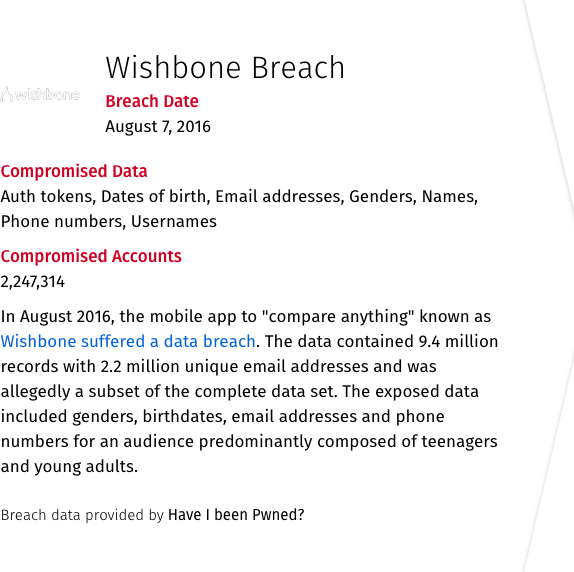 Wishbone Breach
wishbone
Breach Date
August 7, 2016
Compromised Data
Auth tokens, Dates of birth, Email addresses, Genders, Names,
Phone numbers, Usernames
Compromised Accounts
2,247,314
In August 2016, the mobile app to "compare anything" known as
Wishbone suffered a data breach. The data contained 9.4 million
records with 2.2 million unique email addresses and was
allegedly a subset of the complete data set. The exposed data
included genders, birthdates, email addresses and phone
numbers for an audience predominantly composed of teenagers
and young adults.
Breach data provided by Have I been Pwned?